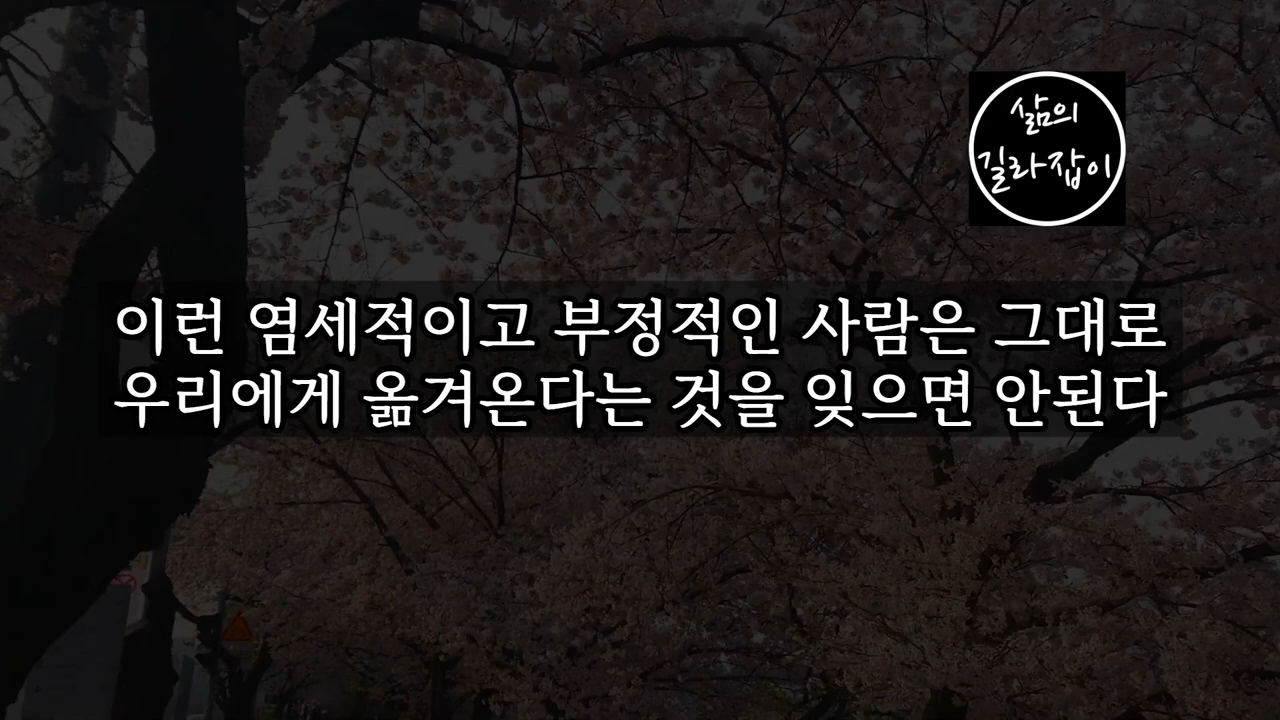 삶의
길라잡이
이런 염세적이고 부정적인 사람은 그대로
우리에게 옮겨온다는 것을 잊으면 안된다